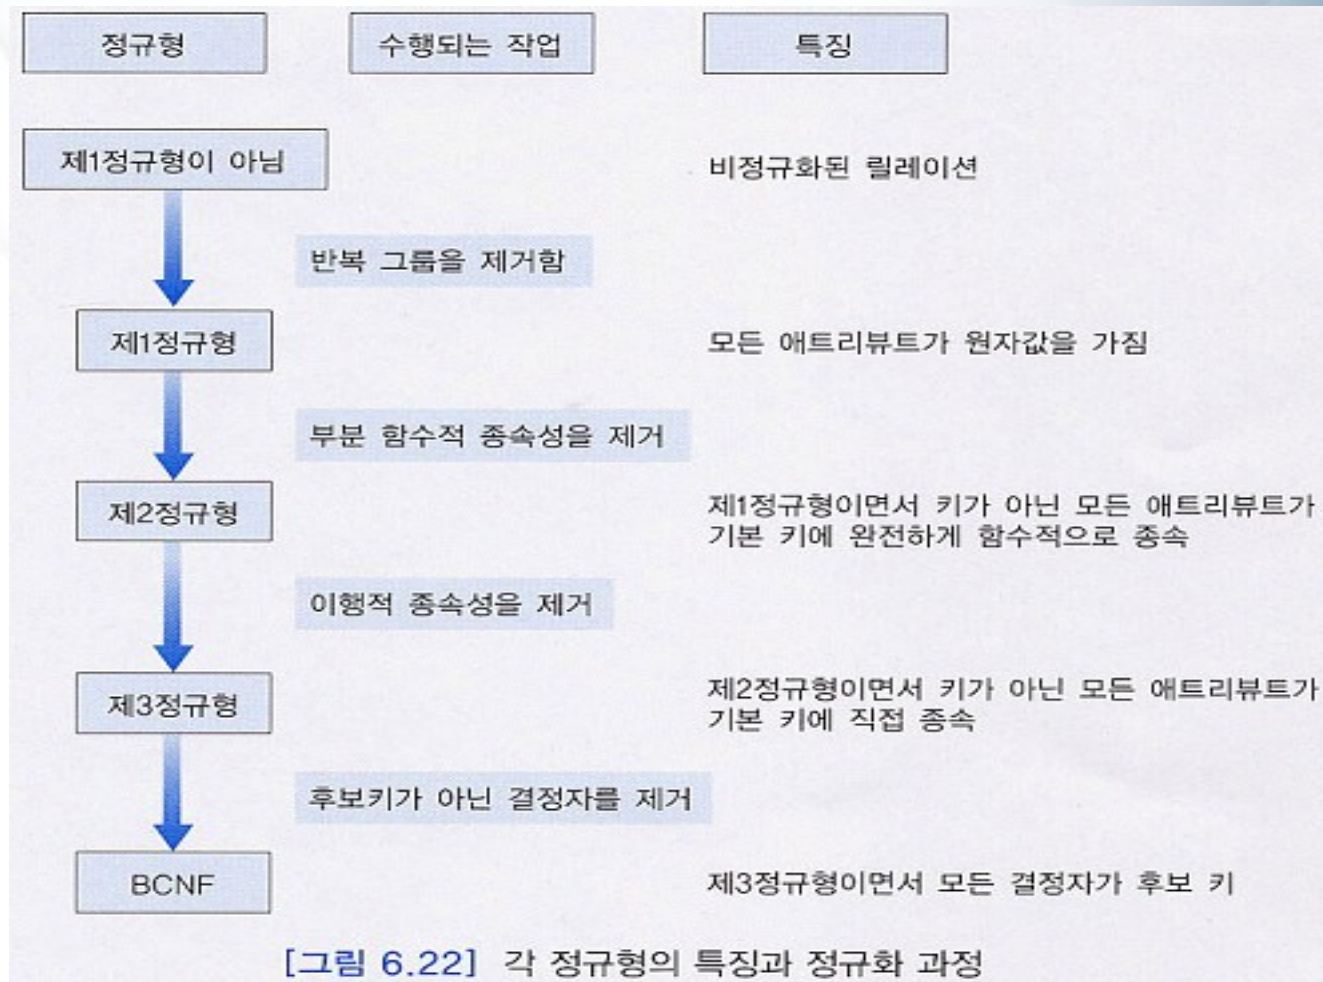 정규형
수행되는 작업
특징
제1정규형이 아님
비정규화된 릴레이션
반복 그룹을 제거함
제1정규형
모든 애트리뷰트가 원자값을 가짐
부분 함수적 종속성을 제거
제2정규형
제1정규형이면서 키가 아닌 모든 애트리뷰트가
기본 키에 완전하게 함수적으로 종속
이행적 종속성을 제거
제3정규형
제2정규형이면서 키가 아닌 모든 애트리뷰트가
기본 키에 직접 종속
후보키가 아닌 결정자를 제거
BCNF
제3정규형이면서 모든 결정자가 후보 키
[그림 6.22] 각 정규형의 특징과 정규화 과정